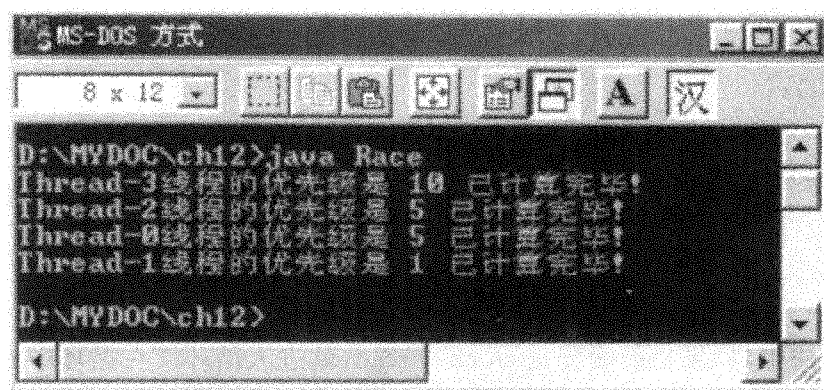 MS-DOS 方式
8 x 12 A 汉
D:\MYDOC\ch12>java Race
Thread-3线程的优先级是 10 已计算完毕!
Thread-2线程的优先级是 5 已计算完毕!
Thread-0线程的优先级是 5 已计算完毕!
Thread-1线程的优先级是 1 已计算完毕!
D:\MYDOC\ch12>